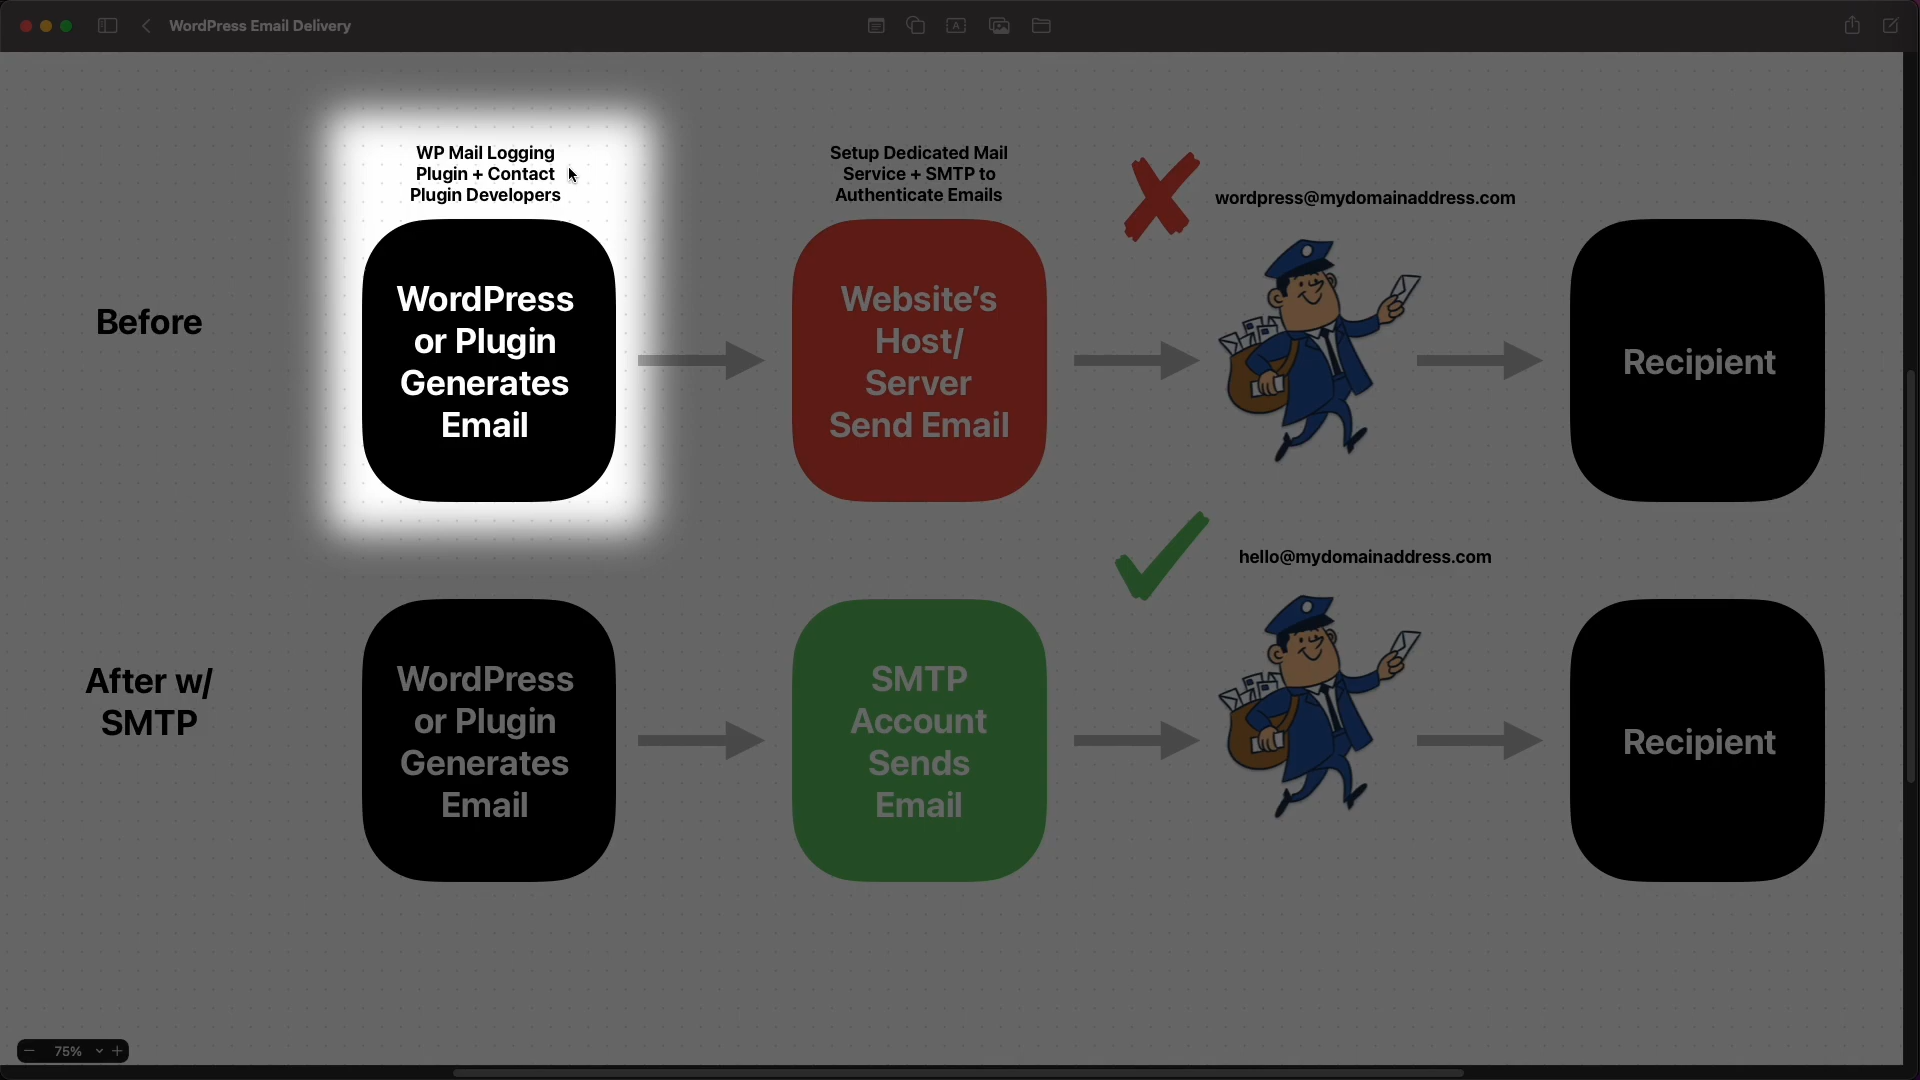 WordPress Email Delivery
WP Mail Logging
Plugin + Contact
Plugin Developers
Setup Dedicated Mail
Service + SMTP to
Authenticate Emails
wordpress@mydomainaddress.com
Before
WordPress
or Plugin
Generates
Email
Website's
Host/
Server
Send Email
Recipient
hello@mydomainaddress.com
After w/
SMTP
WordPress
or Plugin
Generates
Email
SMTP
Account
Sends
Email
Recipient
75%